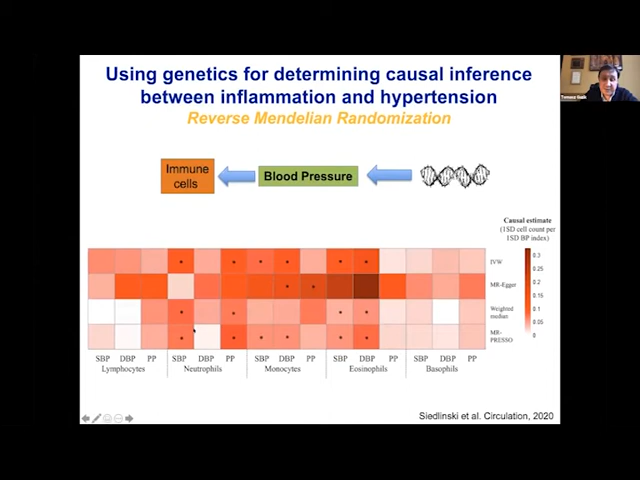 Using genetics for determining causal inference
between inflammation and hypertension
Reverse Mendelian Randomization
Immune
cells
Blood Pressure
Causal estimate
(1SD cell count per
1SD BP index)
0.3
0.25
0.2
0.15
0.1
0.05
0
IVW
MR-Egger
Weighted
median
MR-
PRESSO
SBP DBP PP SBP DBP PP SBP DBP PP SBP DBP PP SBP DBP PP
Lymphocytes Neutrophils Monocytes Eosinophils Basophils
Siedlinski et al. Circulation, 2020